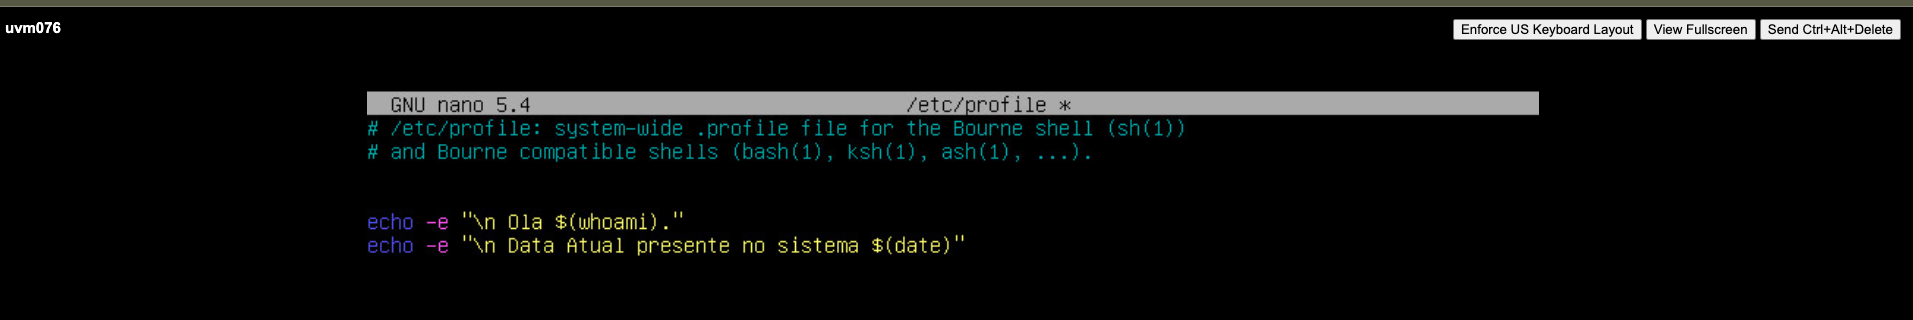 uvm076
Enforce US Keyboard Layout View Fullscreen Send Ctrl+Alt+Delete
GNU nano 5.4 /etc/profile *
# /etc/profile: system-wide .profile file for the Bourne shell (sh(1))
# and Bourne compatible shells (bash(1), ksh(1), ash(1), ...).
echo -e "\n Ola $(whoami)."
echo -e "\n Data Atual presente no sistema $(date)"